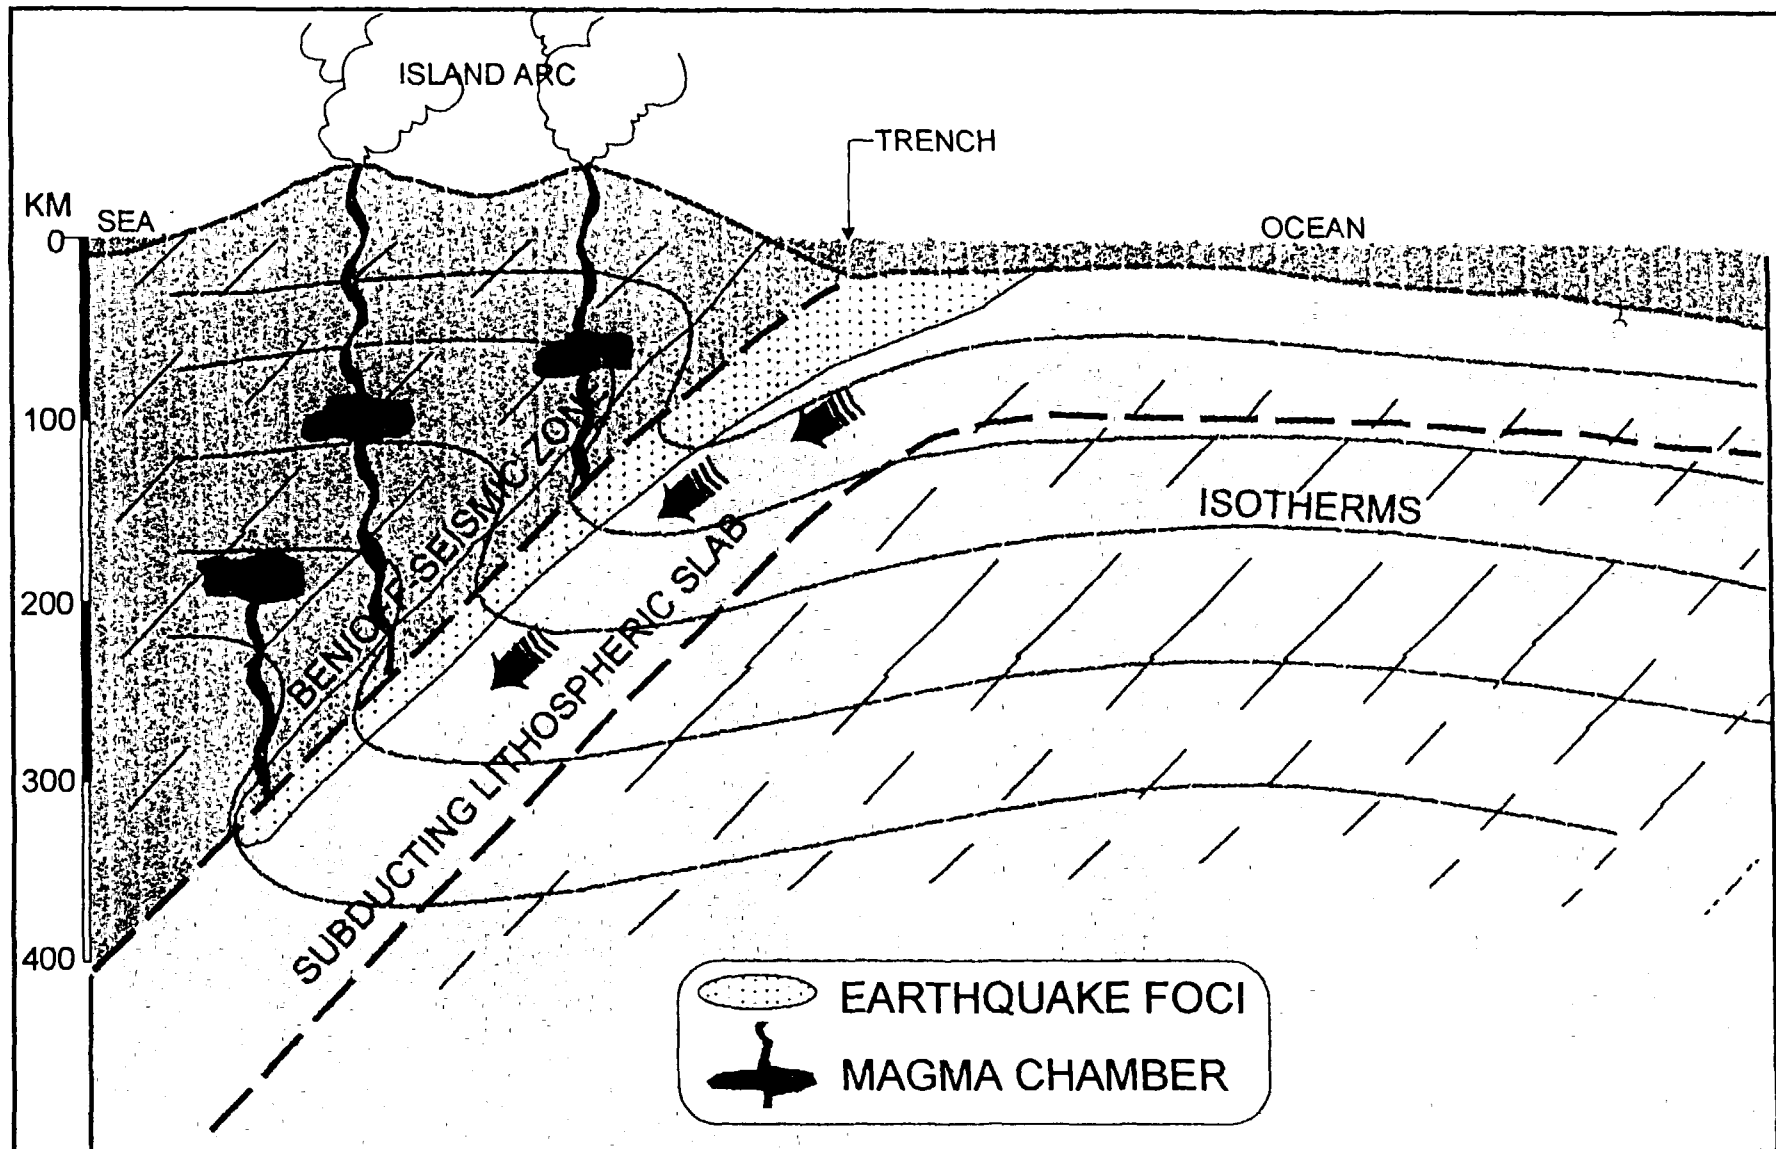 ISLAND ARC
TRENCH
KM
SEA
OCEAN
0
100
200
300
400
BENIOFF-SEISMIC ZONE
ISOTHERMS
SUBDUCTING LITHOSPHERIC SLAB
EARTHQUAKE FOCI
MAGMA CHAMBER